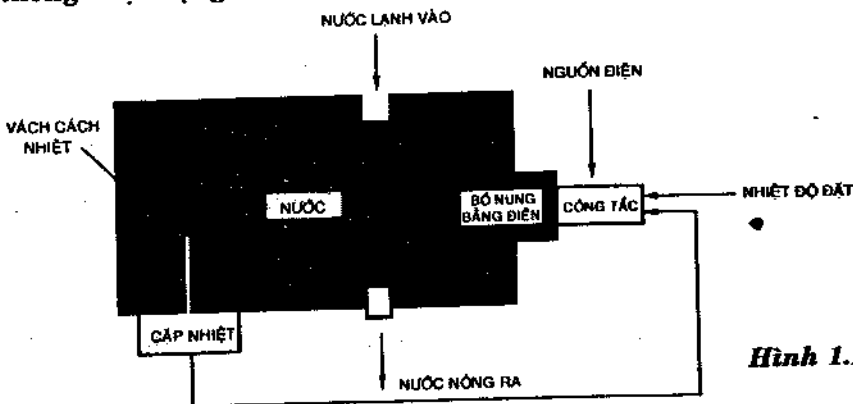 NƯỚC LẠNH VÀO
NGUỒN ĐIỆN
VÁCH CÁCH
NHIỆT
NHIỆT ĐỘ ĐẶT
NƯỚC
BỘ NUNG
BẰNG ĐIỆN
CÔNG TẮC
CẶP NHIỆT
NƯỚC NÓNG RA
Hình 1.